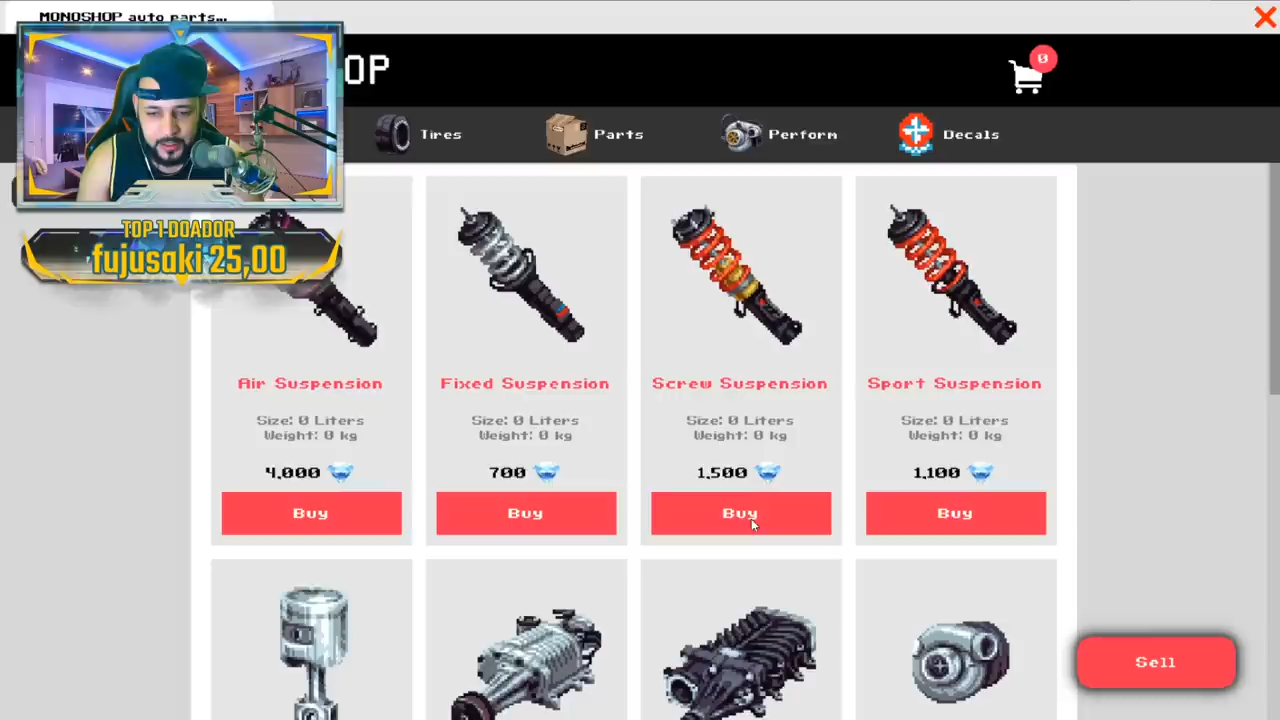 MONOSHOP auto parts...
OP
0
Tires
Parts
Perform
Decals
TOP 1 DOADOR
fujusaki 25,00
Air Suspension
Size: 0 Liters
Weight: 0 kg
4,000
Buy
Fixed Suspension
Size: 0 Liters
Weight: 0 kg
700
Buy
Screw Suspension
Size: 0 Liters
Weight: 0 kg
1,500
Buy
Sport Suspension
Size: 0 Liters
Weight: 0 kg
1,100
Buy
Sell